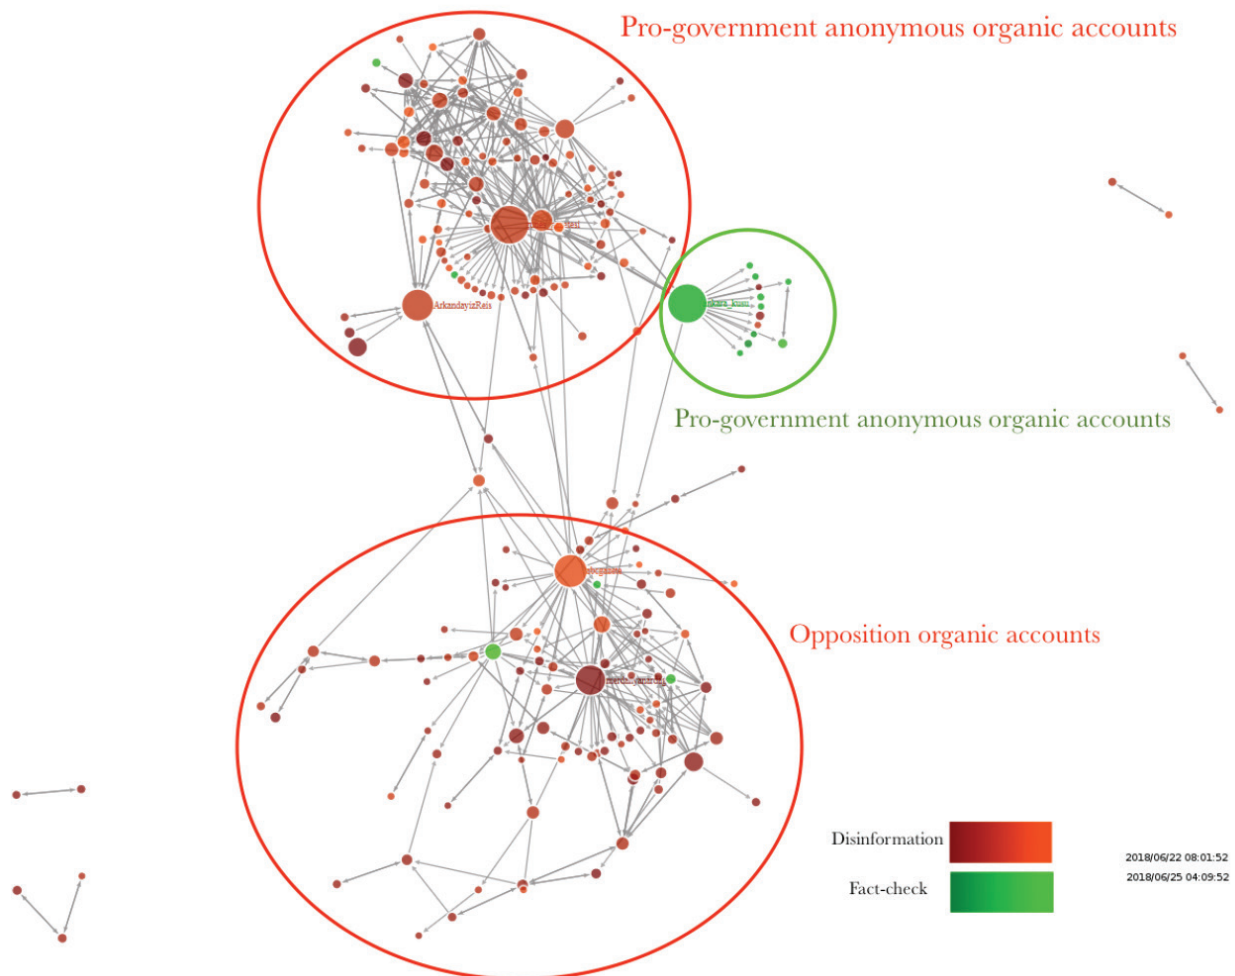 Pro-government anonymous organic accounts
ArkandayizReis
Pro-government anonymous organic accounts
Opposition organic accounts
Disinformation
2018/06/22 08:01:52
2018/06/25 04:09:52
Fact-check